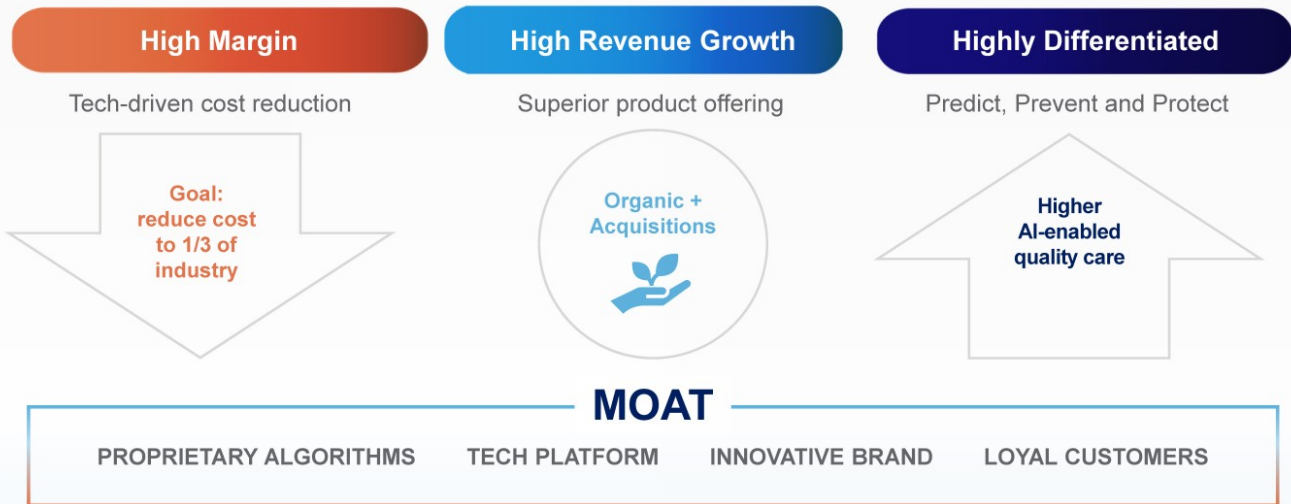 High Margin
High Revenue Growth
Highly Differentiated
Tech-driven cost reduction
Superior product offering
Predict, Prevent and Protect
Goal:
reduce cost
to 1/3 of
industry
Organic +
Acquisitions
Higher
AI-enabled
quality care
MOAT
PROPRIETARY ALGORITHMS
TECH PLATFORM
INNOVATIVE BRAND
LOYAL CUSTOMERS